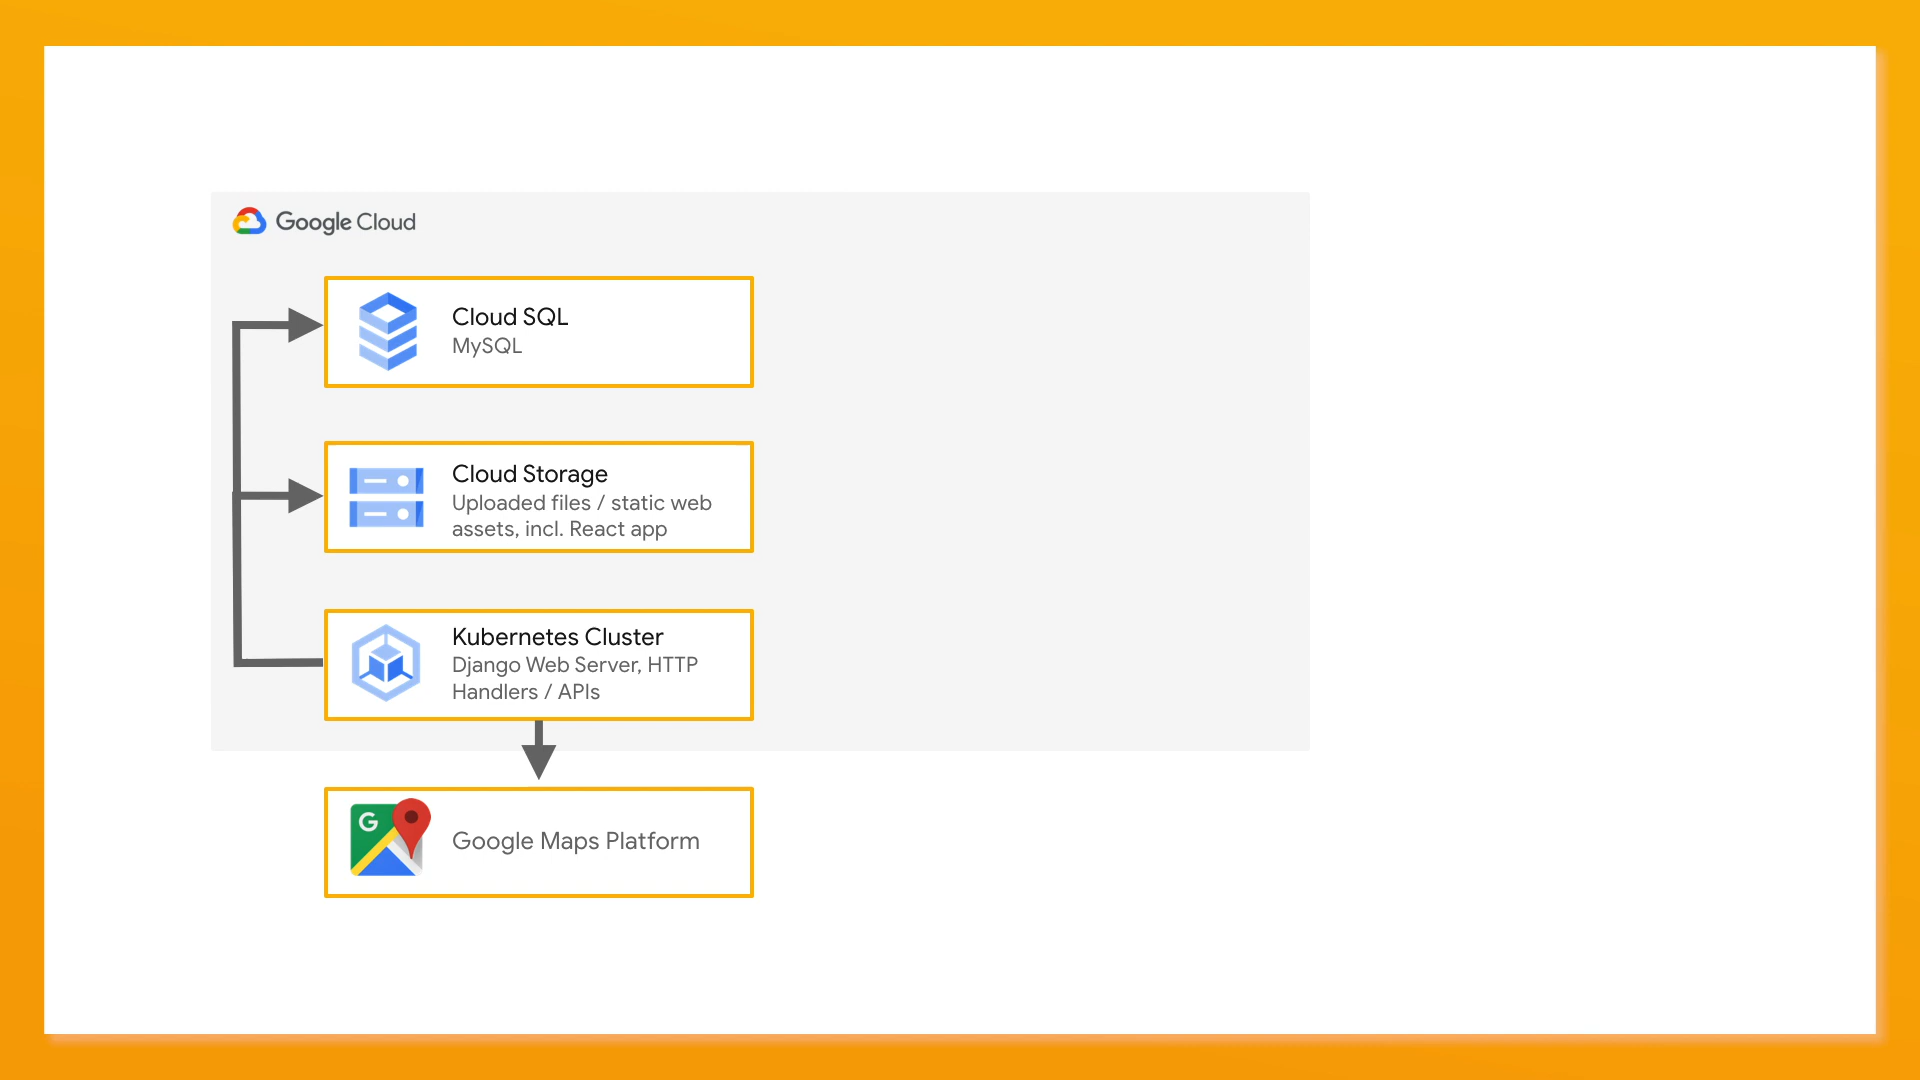 Google Cloud
Cloud SQL
MySQL
Cloud Storage
Uploaded files / static web
assets, incl. React app
Kubernetes Cluster
Django Web Server, HTTP
Handlers / APIs
G
Google Maps Platform